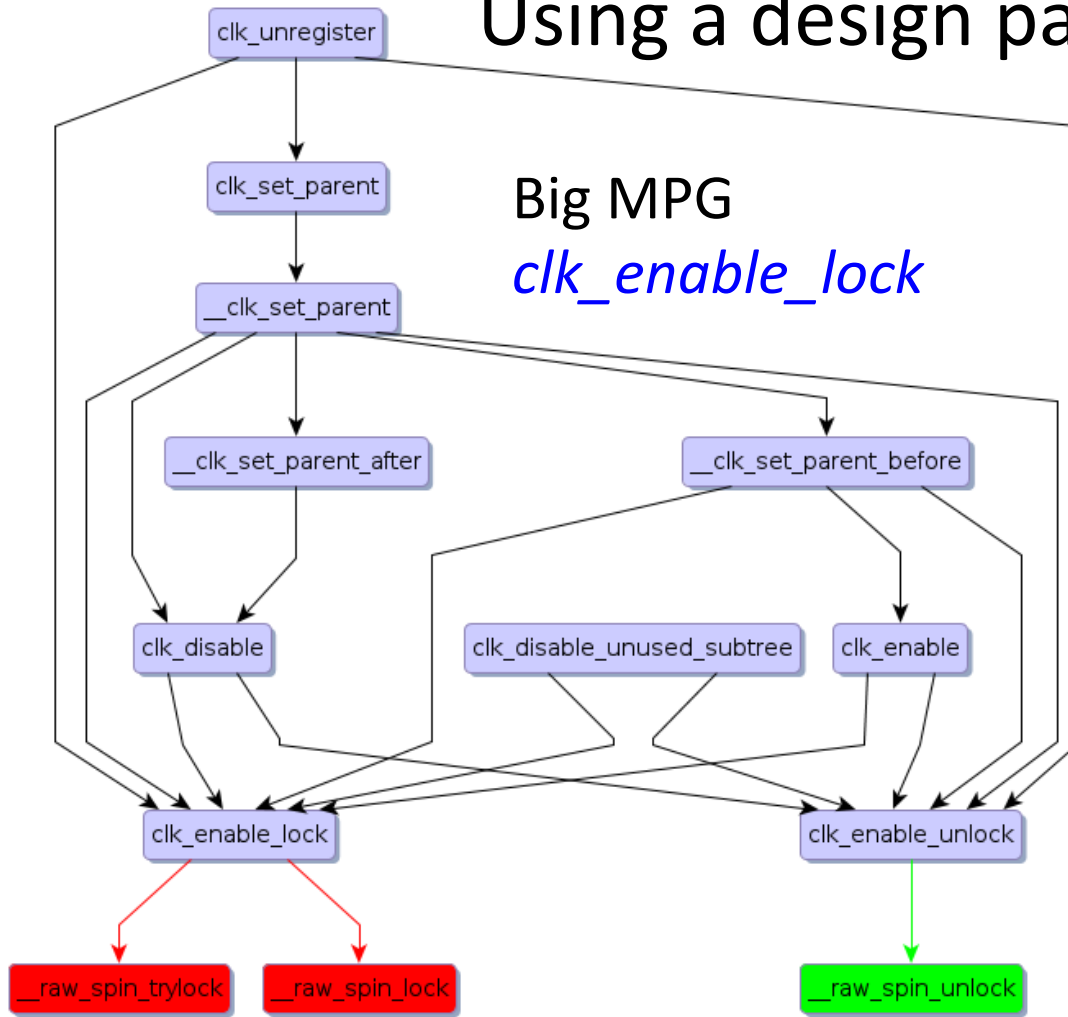 Using a design pa
clk_unregister
clk_set_parent
Big MPG
clk_enable_lock
__clk_set_parent
__clk_set_parent_after
__clk_set_parent_before
clk_disable
clk_disable_unused_subtree
clk_enable
clk_enable_lock
clk_enable_unlock
__raw_spin_trylock
__raw_spin_lock
__raw_spin_unlock